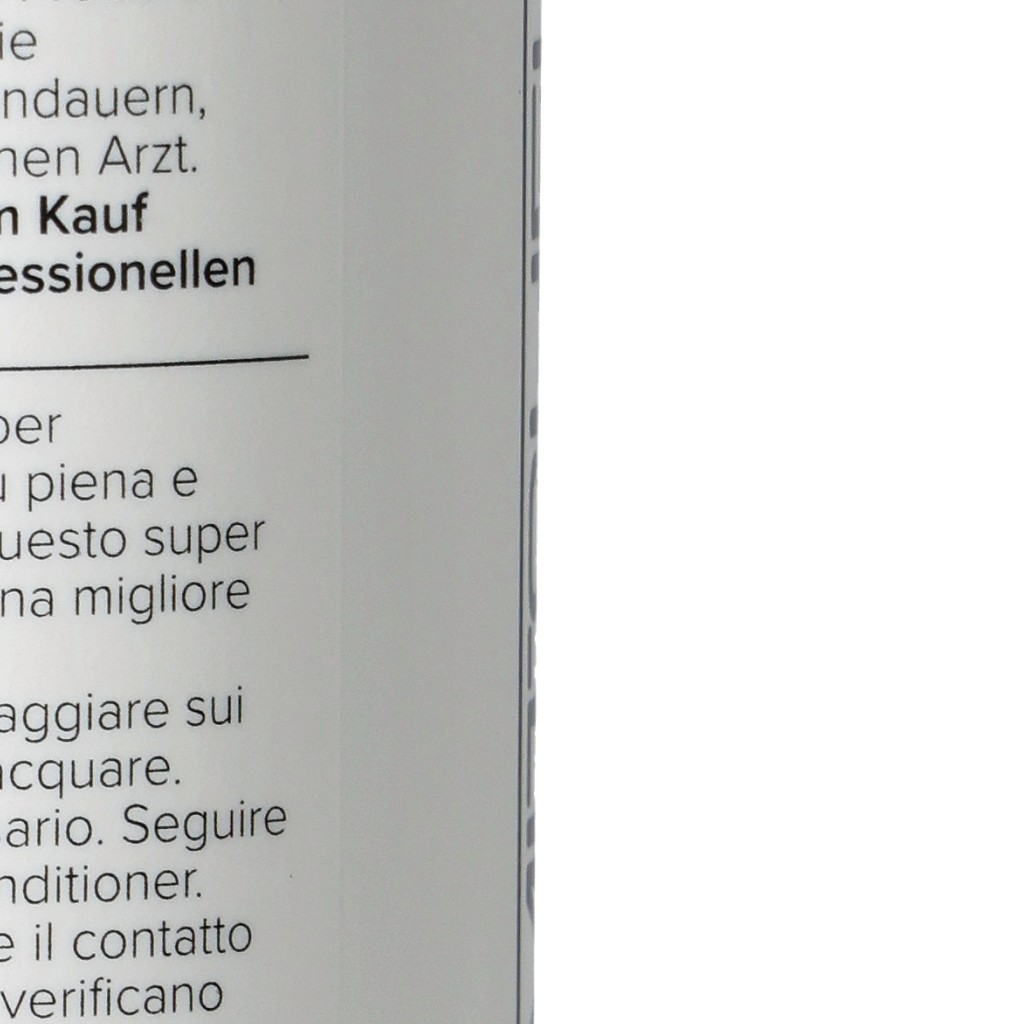 ie
ndauern,
nen Arzt.
n Kauf
essionellen
per
u piena e
uesto super
na migliore
aggiare sui
acquare.
ario. Seguire
nditioner.
e il contatto
verificano